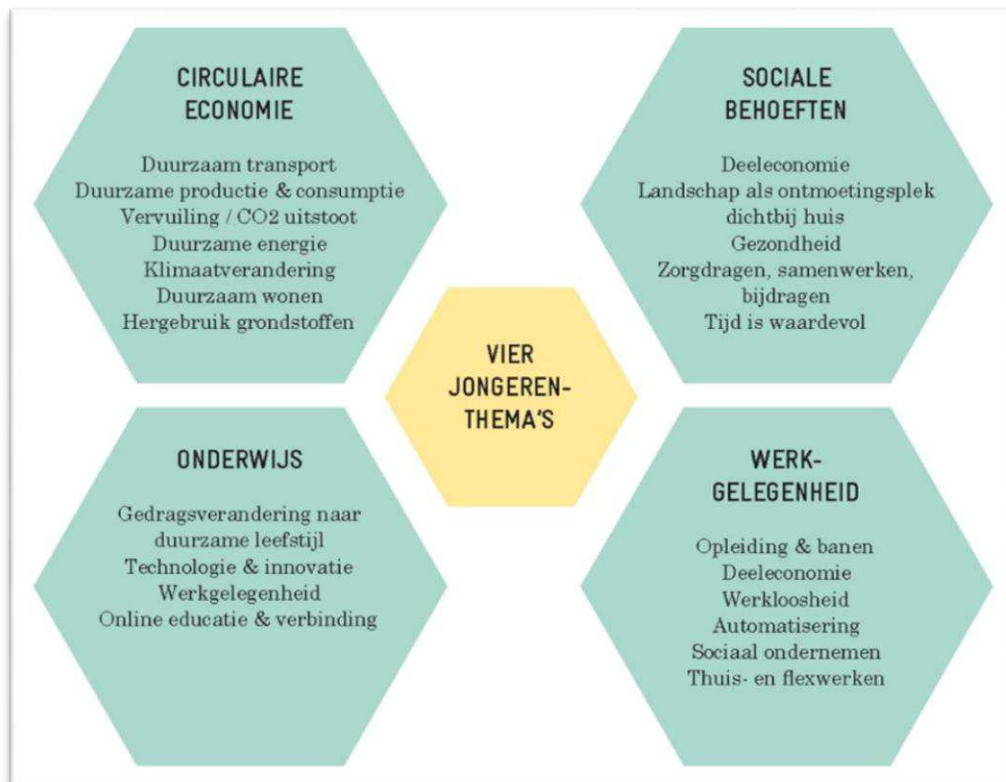 CIRCULAIRE
ECONOMIE
Duurzaam transport
Duurzame productie & consumptie
Vervuiling / CO2 uitstoot
Duurzame energie
Klimaatverandering
Duurzaam wonen
Hergebruik grondstoffen
SOCIALE
BEHOEFTEN
Deeleconomie
Landschap als ontmoetingsplek
dichtbij huis
Gezondheid
Zorgdragen, samenwerken,
bijdragen
Tijd is waardevol
VIER
JONGEREN-
THEMA'S
ONDERWIJS
Gedragsverandering naar
duurzame leefstijl
Technologie & innovatie
Werkgelegenheid
Online educatie & verbinding
WERK-
GELEGENHEID
Opleiding & banen
Deeleconomie
Werkloosheid
Automatisering
Sociaal ondernemen
Thuis- en flexwerken